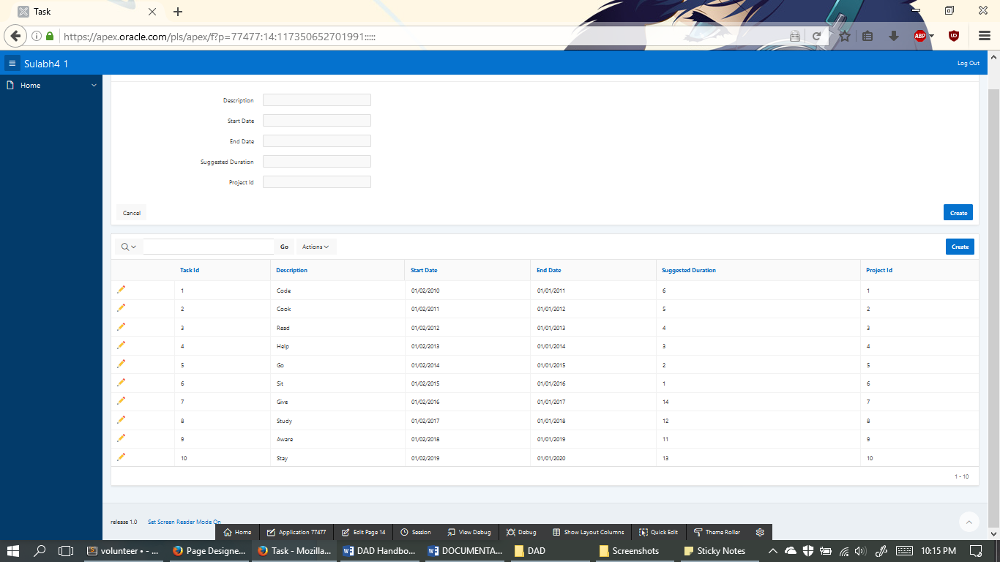 Task
https://apex.oracle.com/pls/apex/f?p=77477:14:117350652701991:::::
ABP
Sulabh4 1
Log Out
Home
Description
Start Date
End Date
Suggested Duration
Project Id
Cancel
Create
Go
Actions
Create
Task Id Description Start Date End Date Suggested Duration Project Id
1 Code 01/02/2010 01/01/2011 6 1
2 Cook 01/02/2011 01/01/2012 5 2
3 Read 01/02/2012 01/01/2013 4 3
4 Help 01/02/2013 01/01/2014 3 4
5 Go 01/02/2014 01/01/2015 2 5
6 Sit 01/02/2015 01/01/2016 1 6
7 Give 01/02/2016 01/01/2017 14 7
8 Study 01/02/2017 01/01/2018 12 8
9 Aware 01/02/2018 01/01/2019 11 9
10 Stay 01/02/2019 01/01/2020 13 10
1 - 10
release 1.0 Set Screen Reader Mode On
Home Application 77477 Edit Page 14 Session View Debug Debug Show Layout Columns Quick Edit Theme Roller
volunteer • - ... Page Designe... Task - Mozilla... DAD Handbo... DOCUMENTA... DAD Screenshots Sticky Notes 10:15 PM